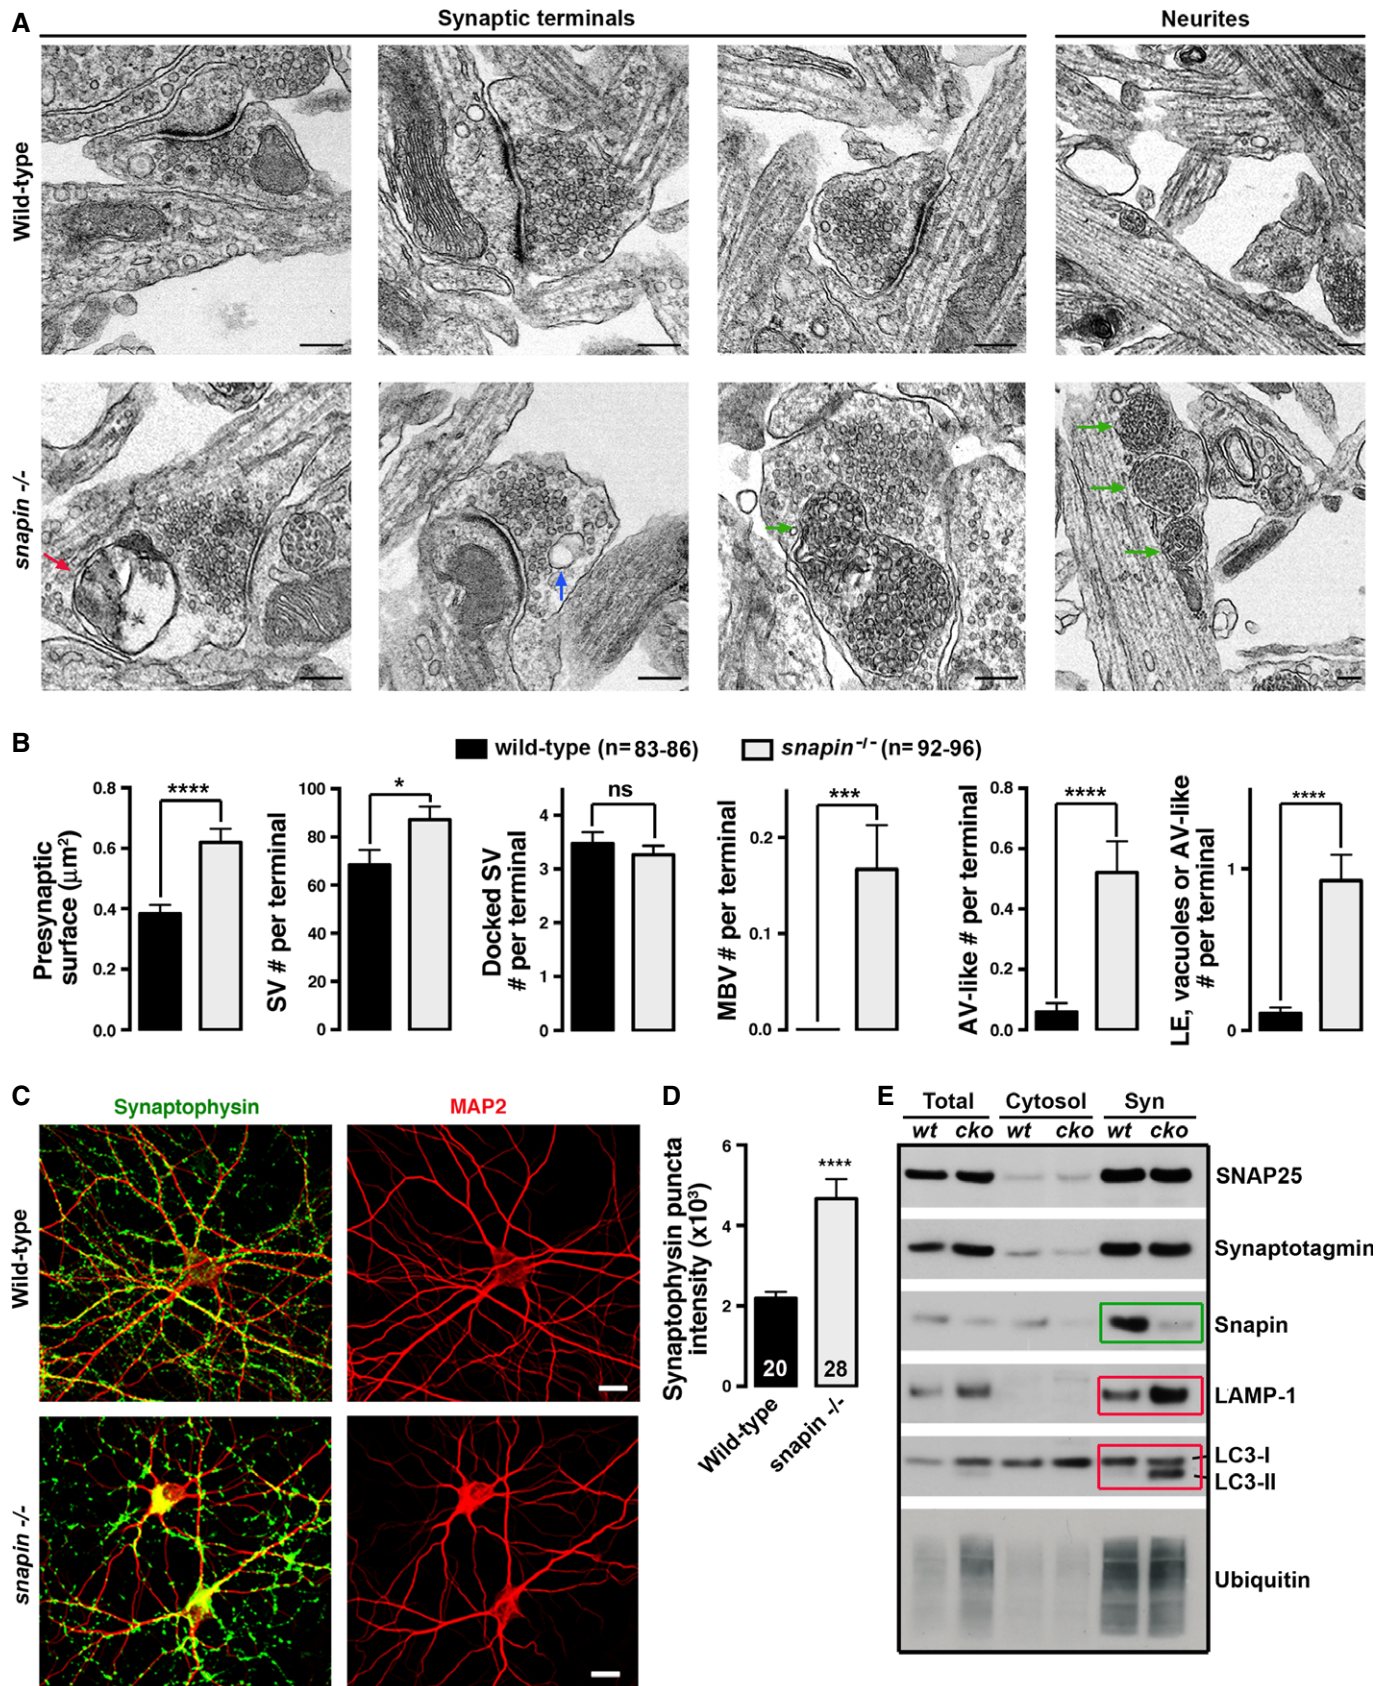 A
Synaptic terminals
Neurites
Wild-type
snapin -/-
B
wild-type (n=83-86)
snapin-/- (n=92-96)
Presynaptic
surface (μm2)
0.8
0.6
0.4
0.2
0.0
****
SV # per terminal
100
80
60
40
20
0
*
Docked SV
# per terminal
4
3
2
1
0
ns
MBV # per terminal
0.2
0.1
0.0
***
AV-like # per terminal
0.8
0.6
0.4
0.2
0.0
****
LE, vacuoles or AV-like
# per terminal
1
0
****
C
Synaptophysin
MAP2
Wild-type
snapin -/-
D
Synaptophysin puncta
intensity (x103)
6
4
2
0
****
20
28
Wild-type
snapin -/-
E
Total Cytosol Syn
wt cko wt cko wt cko
SNAP25
Synaptotagmin
Snapin
LAMP-1
LC3-I
LC3-II
Ubiquitin